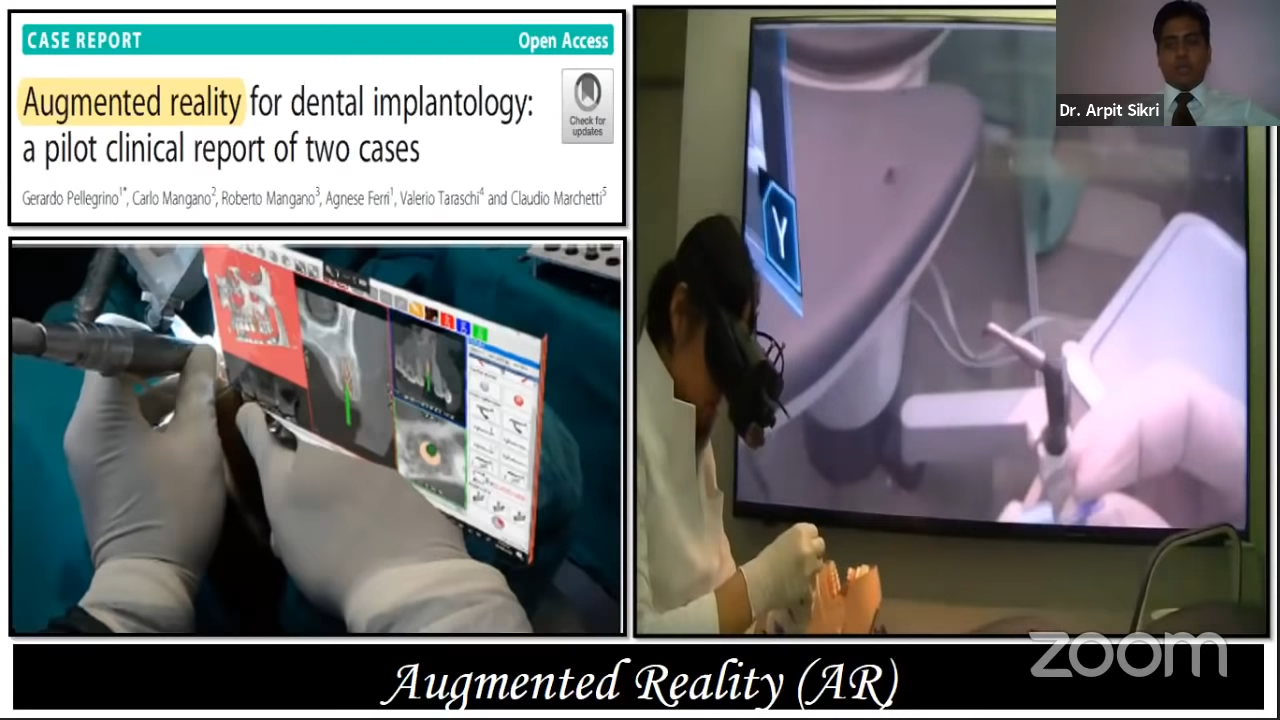 CASE REPORT
Open Access
Augmented reality for dental implantology:
a pilot clinical report of two cases
Check for
updates
Gerardo Pellegrino1*, Carlo Mangano2, Roberto Mangano3, Agnese Ferri1, Valerio Taraschi4 and Claudio Marchetti5
Dr. Arpit Sikri
Y
Augmented Reality (AR)
zoom